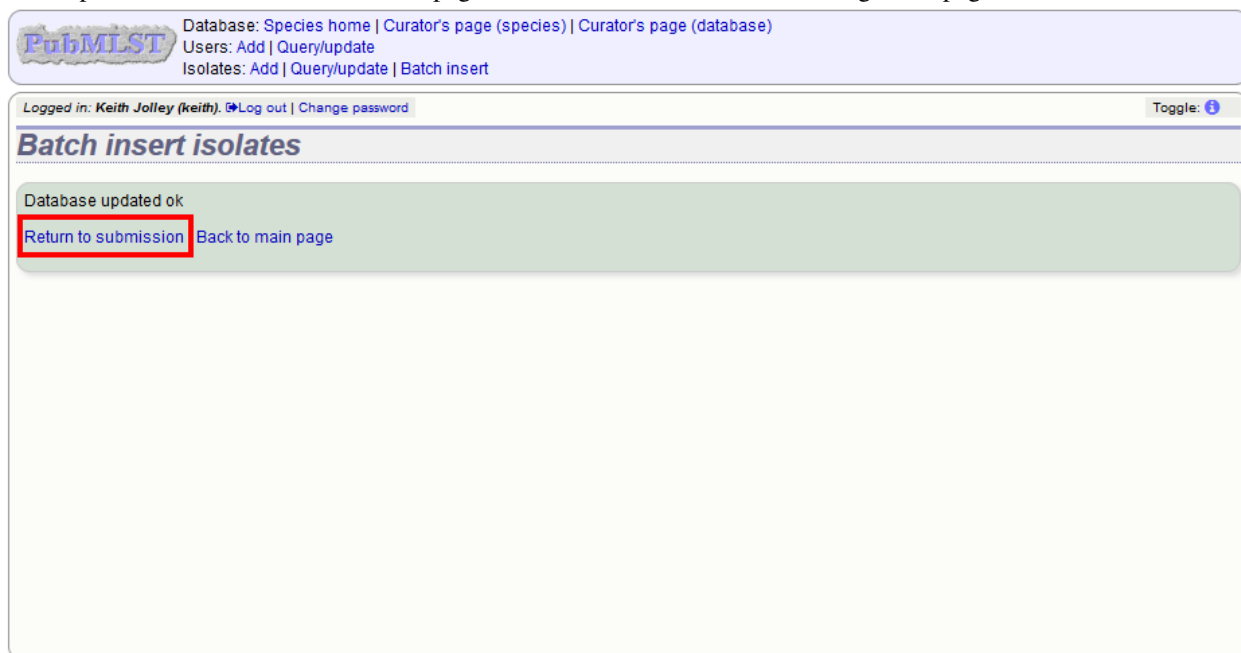 PubMLST
Database: Species home | Curator's page (species) | Curator's page (database)
Users: Add | Query/update
Isolates: Add | Query/update | Batch insert
Logged in: Keith Jolley (keith). Log out | Change password
Toggle:
Batch insert isolates
Database updated ok
Return to submission Back to main page